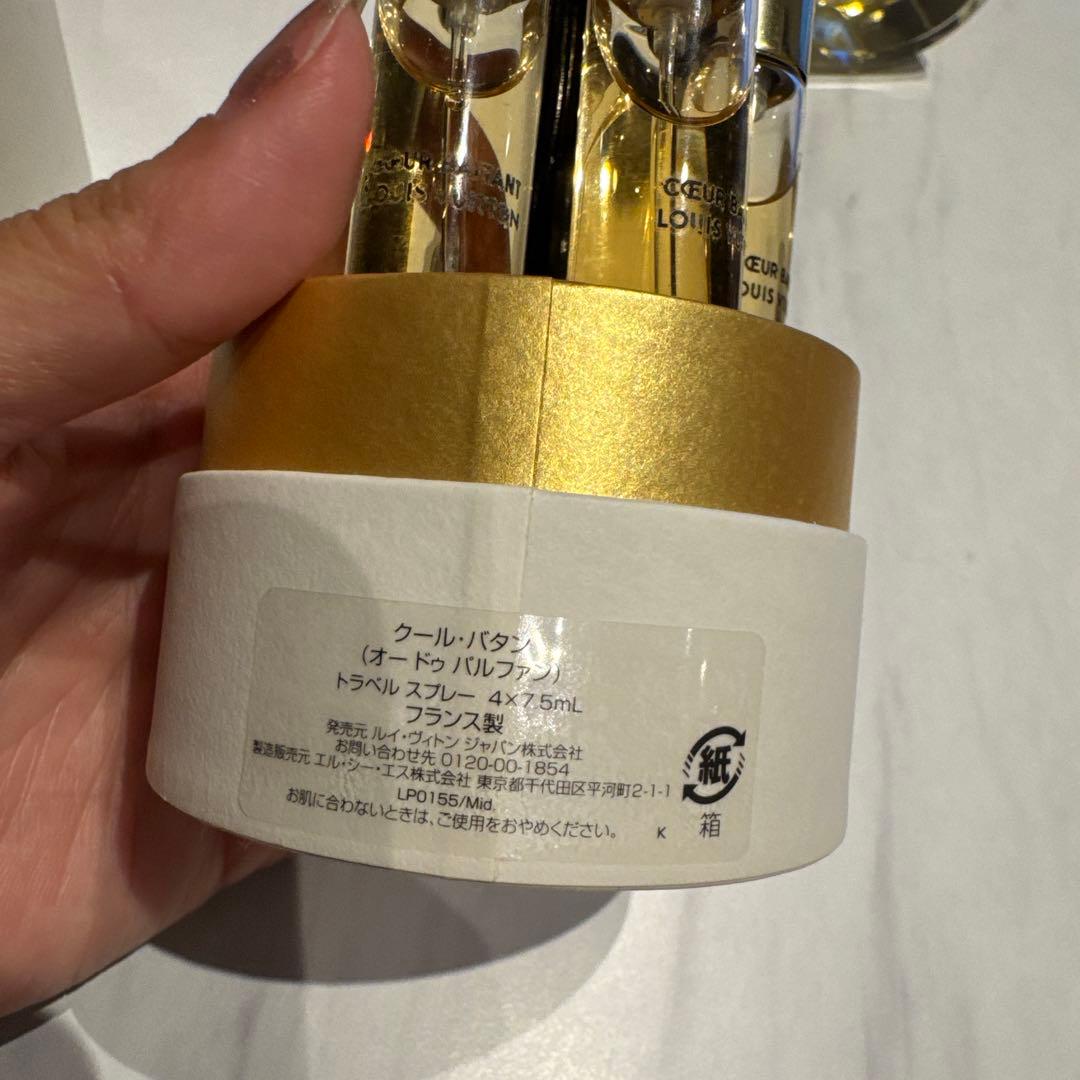 CŒUR BATTANT
LOUIS VUITTON
CŒUR BA
LOUIS V
ŒUR BA
OUIS V
クール・バタン
(オー ドゥ パルファン)
トラベル スプレー 4×7.5mL
フランス製
発売元 ルイ・ヴィトン ジャパン株式会社
お問い合わせ先 0120-00-1854
製造販売元 エル・シー・エス株式会社 東京都千代田区平河町2-1-1
LP0155/Mid.
お肌に合わないときは、ご使用をおやめください。
K
紙
箱